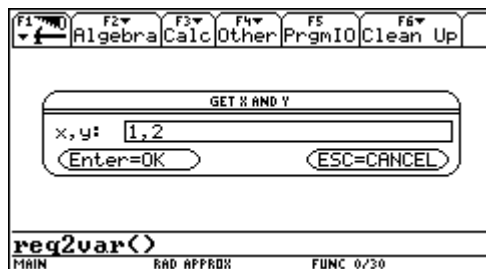 F1 F2 F3 F4 F5 F6
Algebra Calc Other PrgmIO Clean Up
GET X AND Y
x,y: 1,2
Enter=OK ESC=CANCEL
req2var()
MAIN RAD APPROX FUNC 0/30